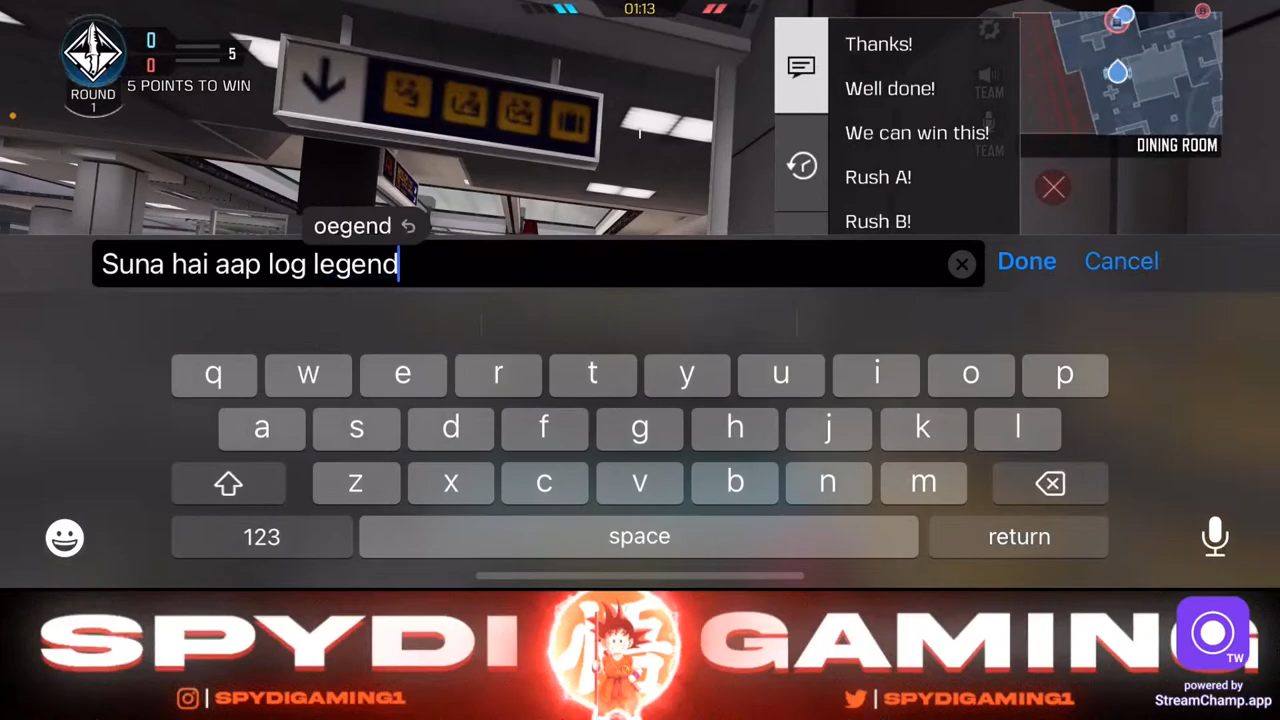 01:13
0
0
5
ROUND
1
5 POINTS TO WIN
Thanks!
Well done!
We can win this!
Rush A!
Rush B!
TEAM
TEAM
B
DINING ROOM
oegend
Suna hai aap log legend
Done
Cancel
q w e r t y u i o p
a s d f g h j k l
z x c v b n m
123
space
return
SPYDI GAMING
| SPYDIGAMING1
| SPYDIGAMING1
悟
TW
powered by
StreamChamp.app